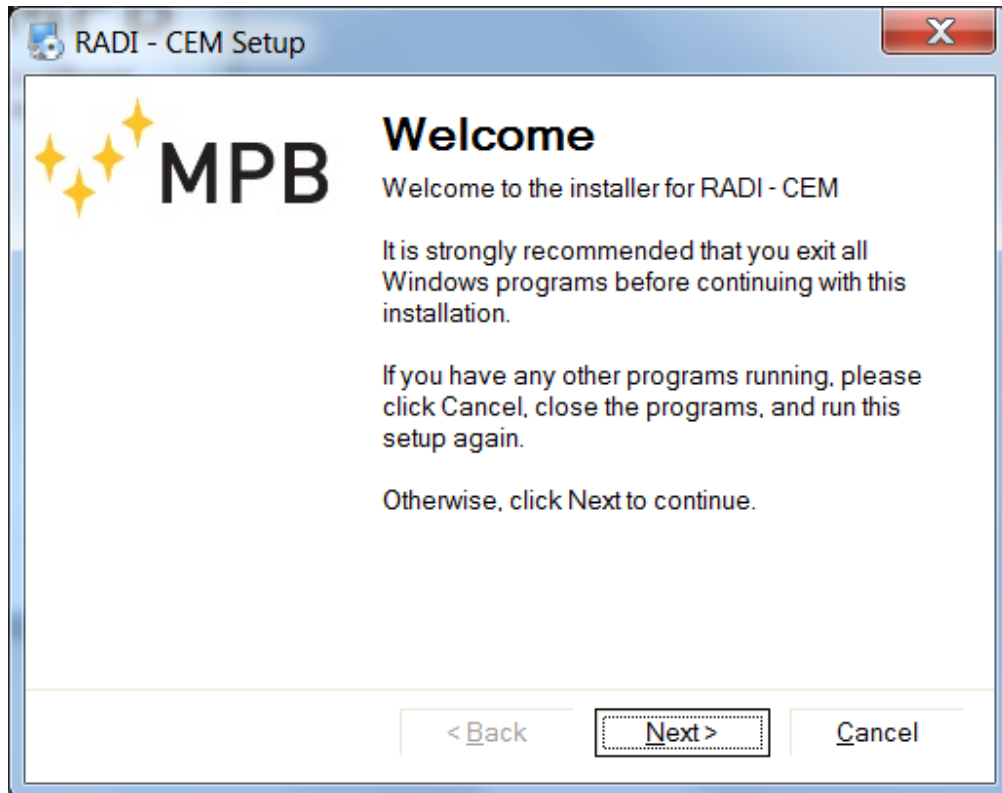 RADI - CEM Setup
X
MPB
Welcome
Welcome to the installer for RADI - CEM
It is strongly recommended that you exit all
Windows programs before continuing with this
installation.
If you have any other programs running, please
click Cancel, close the programs, and run this
setup again.
Otherwise, click Next to continue.
< Back
Next >
Cancel